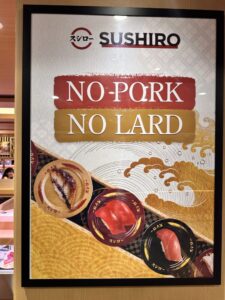 スシロー SUSHIRO
NO PORK
NO LARD